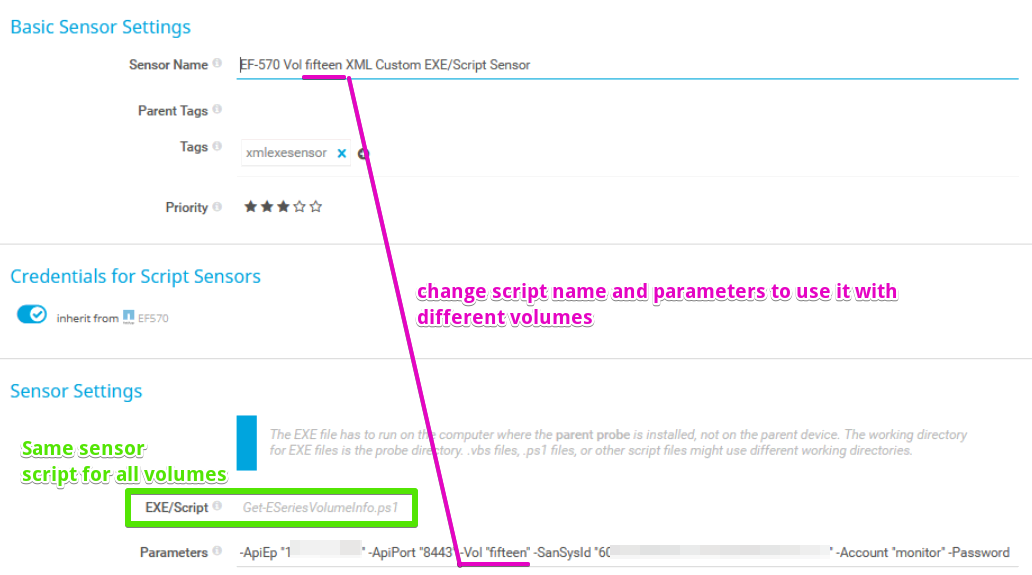 Basic Sensor Settings
Sensor Name EF-570 Vol fifteen XML Custom EXE/Script Sensor
Parent Tags
Tags xmlexesensor
Priority
Credentials for Script Sensors
change script name and parameters to use it with
different volumes
inherit from EF570
Sensor Settings
The EXE file has to run on the computer where the parent probe is installed, not on the parent device. The working directory
for EXE files is the probe directory. .vbs files, .ps1 files, or other script files might use different working directories.
Same sensor
script for all volumes
EXE/Script Get-ESeriesVolumeInfo.ps1
Parameters -ApiEp "1 " -ApiPort "8443" -Vol "fifteen" -SanSysId "60 " -Account "monitor" -Password